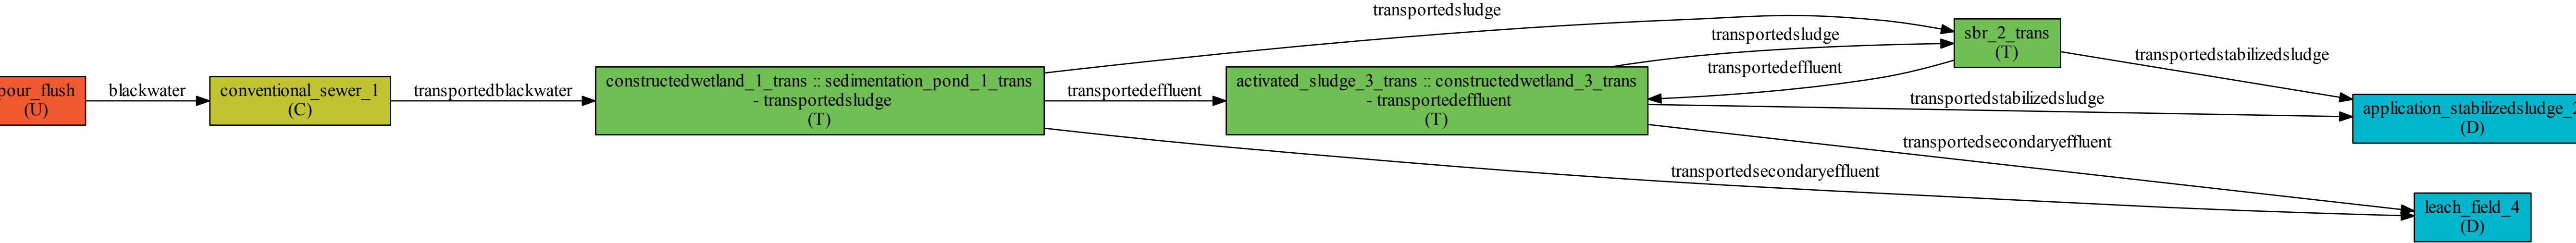 pour_flush
(U)
blackwater
conventional_sewer_1
(C)
transportedblackwater
constructedwetland_1_trans :: sedimentation_pond_1_trans
- transportedsludge
(T)
transportedsludge
transportedeffluent
transportedsecondaryeffluent
activated_sludge_3_trans :: constructedwetland_3_trans
- transportedeffluent
(T)
transportedsludge
transportedeffluent
sbr_2_trans
(T)
transportedstabilizedsludge
transportedstabilizedsludge
transportedsecondaryeffluent
application_stabilizedsludge_2
(D)
leach_field_4
(D)